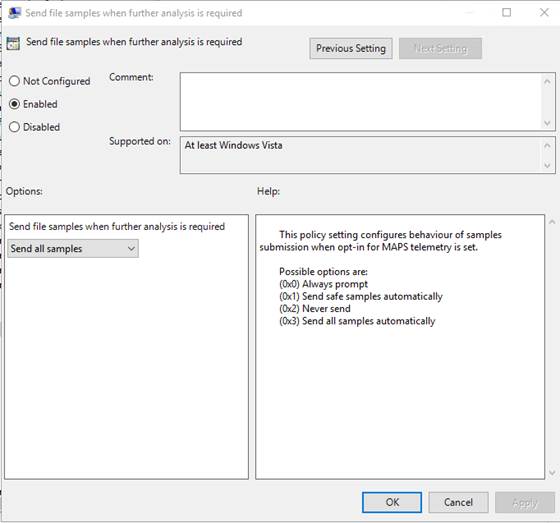 Send file samples when further analysis is required
Send file samples when further analysis is required
Previous Setting
Next Setting
Not Configured
Comment:
Enabled
Disabled
Supported on:
At least Windows Vista
Options:
Help:
Send file samples when further analysis is required
Send all samples
This policy setting configures behaviour of samples
submission when opt-in for MAPS telemetry is set.
Possible options are:
(0x0) Always prompt
(0x1) Send safe samples automatically
(0x2) Never send
(0x3) Send all samples automatically
OK
Cancel
Apply